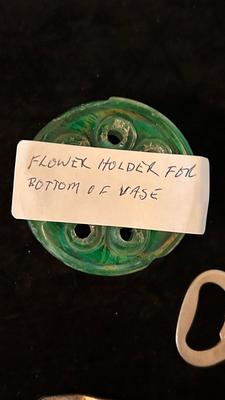 FLOWER HOLDER FOR
BOTTOM OF VASE